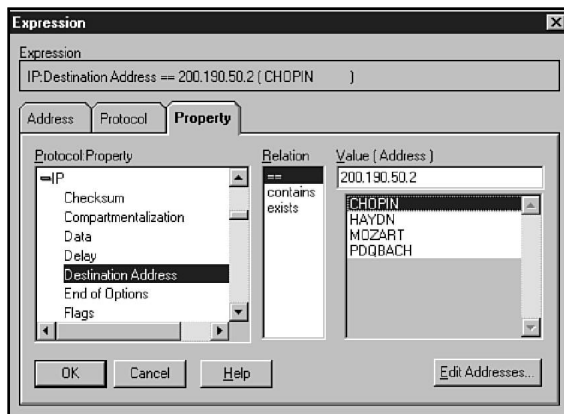 Expression
Expression
IP:Destination Address == 200.190.50.2 ( CHOPIN )
Address Protocol Property
Protocol:Property
IP
Checksum
Compartmentalization
Data
Delay
Destination Address
End of Options
Flags
Relation
==
contains
exists
Value ( Address )
200.190.50.2
CHOPIN
HAYDN
MOZART
PDQBACH
OK Cancel Help Edit Addresses...